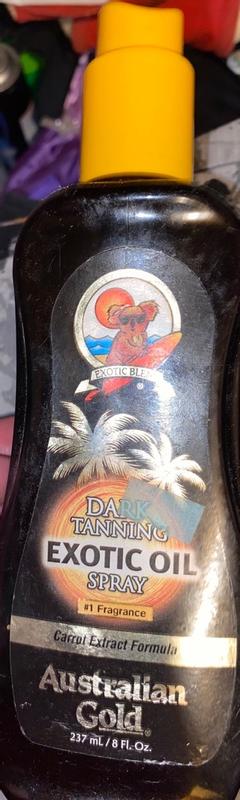 EXOTIC BLEND
®
DARK
TANNING
EXOTIC OIL
SPRAY
#1 Fragrance
Carrot Extract Formula
Australian
Gold®
237 mL / 8 Fl. Oz.